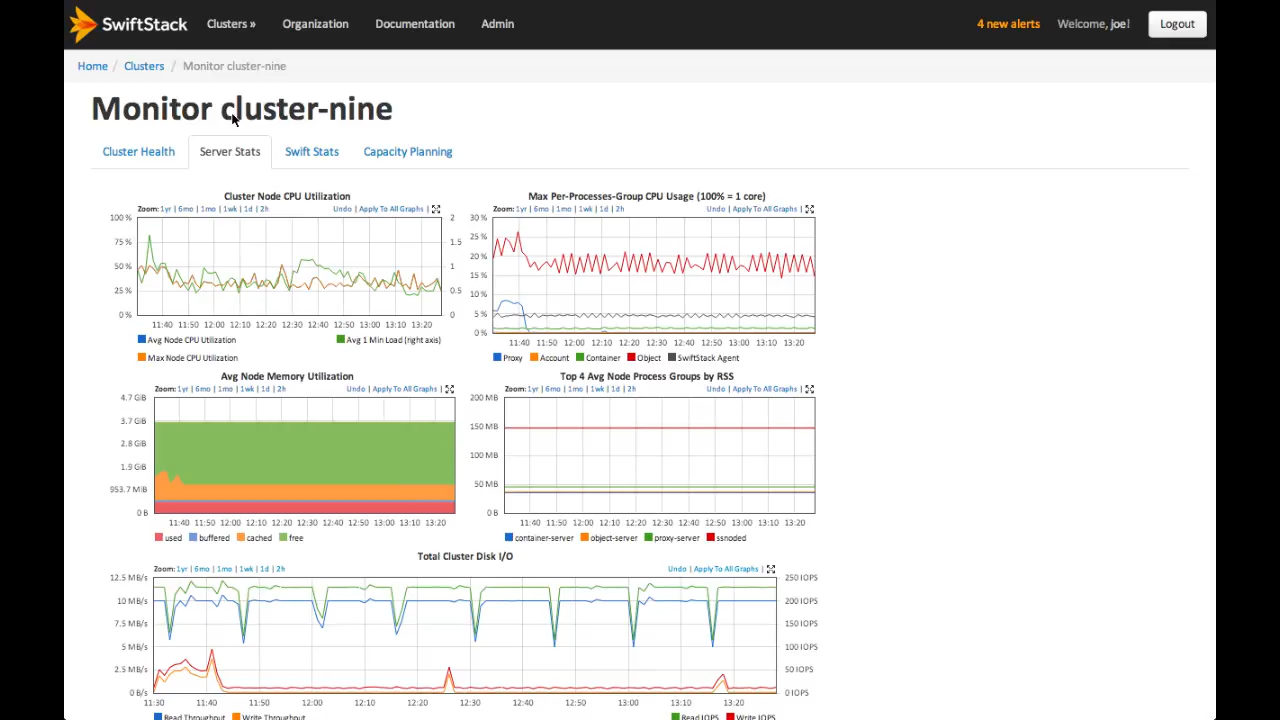 SwiftStack Clusters » Organization Documentation Admin 4 new alerts Welcome, joe! Logout
Home / Clusters / Monitor cluster-nine
Monitor cluster-nine
Cluster Health Server Stats Swift Stats Capacity Planning
Cluster Node CPU Utilization
Zoom: 1yr | 6mo | 1mo | 1wk | 1d | 2h Undo | Apply To All Graphs |
100 % 2
75 % 1.5
50 % 1
25 % 0.5
0 % 0
11:40 11:50 12:00 12:10 12:20 12:30 12:40 12:50 13:00 13:10 13:20
Avg Node CPU Utilization Avg 1 Min Load (right axis)
Max Node CPU Utilization
Max Per-Processes-Group CPU Usage (100% = 1 core)
Zoom: 1yr | 6mo | 1mo | 1wk | 1d | 2h Undo | Apply To All Graphs |
30 %
25 %
20 %
15 %
10 %
5 %
0 %
11:40 11:50 12:00 12:10 12:20 12:30 12:40 12:50 13:00 13:10 13:20
Proxy Account Container Object SwiftStack Agent
Avg Node Memory Utilization
Zoom: 1yr | 6mo | 1mo | 1wk | 1d | 2h Undo | Apply To All Graphs |
4.7 GiB
3.7 GiB
2.8 GiB
1.9 GiB
953.7 MiB
0 B
11:40 11:50 12:00 12:10 12:20 12:30 12:40 12:50 13:00 13:10 13:20
used buffered cached free
Top 4 Avg Node Process Groups by RSS
Zoom: 1yr | 6mo | 1mo | 1wk | 1d | 2h Undo | Apply To All Graphs |
200 MB
150 MB
100 MB
50 MB
0 B
11:40 11:50 12:00 12:10 12:20 12:30 12:40 12:50 13:00 13:10 13:20
container-server object-server proxy-server ssnoded
Total Cluster Disk I/O
Zoom: 1yr | 6mo | 1mo | 1wk | 1d | 2h Undo | Apply To All Graphs |
12.5 MB/s 250 IOPS
10 MB/s 200 IOPS
7.5 MB/s 150 IOPS
5 MB/s 100 IOPS
2.5 MB/s 50 IOPS
0 B/s 0 IOPS
11:30 11:40 11:50 12:00 12:10 12:20 12:30 12:40 12:50 13:00 13:10 13:20
Read Throughput Write Throughput Read IOPS Write IOPS